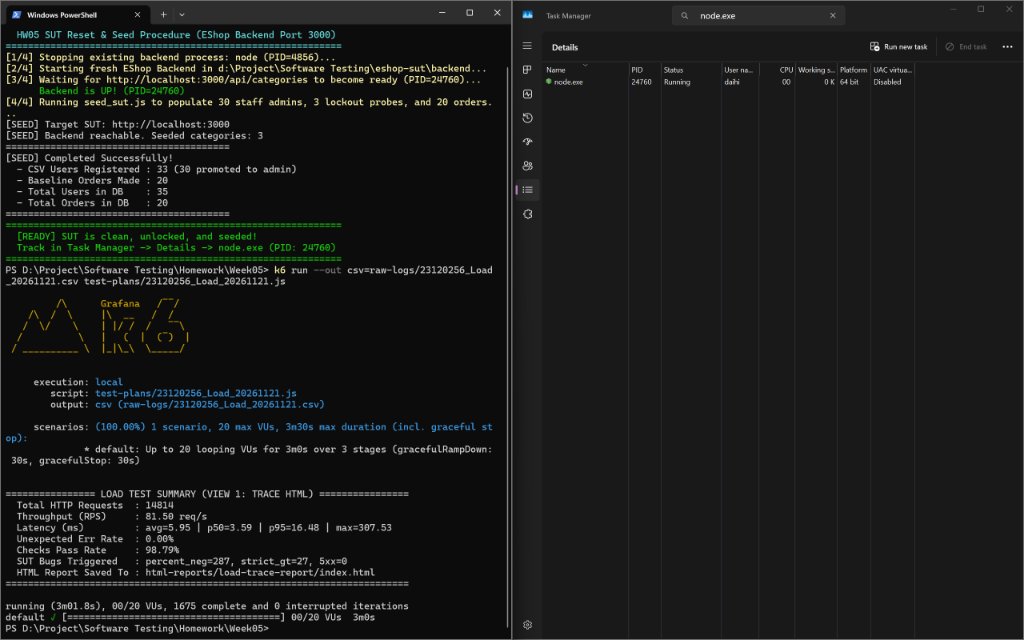 Windows PowerShell
HW05 SUT Reset & Seed Procedure (EShop Backend Port 3000)
============================================================
[1/4] Stopping existing backend process: node (PID=4856)...
[2/4] Starting fresh EShop Backend in d:\Project\Software Testing\eshop-sut\backend...
[3/4] Waiting for http://localhost:3000/api/categories to become ready (PID=24760)...
Backend is UP! (PID=24760)
[4/4] Running seed_sut.js to populate 30 staff admins, 3 lockout probes, and 20 orders.
..
[SEED] Target SUT: http://localhost:3000
[SEED] Backend reachable. Seeded categories: 3
========================================
[SEED] Completed Successfully!
- CSV Users Registered : 33 (30 promoted to admin)
- Baseline Orders Made : 20
- Total Users in DB    : 35
- Total Orders in DB   : 20
========================================
============================================================
[READY] SUT is clean, unlocked, and seeded!
Track in Task Manager -> Details -> node.exe (PID: 24760)
============================================================
PS D:\Project\Software Testing\Homework\Week05> k6 run --out csv=raw-logs/23120256_Load
_20261121.csv test-plans/23120256_Load_20261121.js
Grafana
execution: local
script: test-plans/23120256_Load_20261121.js
output: csv (raw-logs/23120256_Load_20261121.csv)
scenarios: (100.00%) 1 scenario, 20 max VUs, 3m30s max duration (incl. graceful st
op):
* default: Up to 20 looping VUs for 3m0s over 3 stages (gracefulRampDown:
30s, gracefulStop: 30s)
================ LOAD TEST SUMMARY (VIEW 1: TRACE HTML) ================
Total HTTP Requests  : 14814
Throughput (RPS)     : 81.50 req/s
Latency (ms)         : avg=5.95 | p50=3.59 | p95=16.48 | max=307.53
Unexpected Err Rate  : 0.00%
Checks Pass Rate     : 98.79%
SUT Bugs Triggered   : percent_neg=287, strict_gt=27, 5xx=0
HTML Report Saved To : html-reports/load-trace-report/index.html
========================================================================
running (3m01.8s), 00/20 VUs, 1675 complete and 0 interrupted iterations
default ✓ [======================================] 00/20 VUs  3m0s
PS D:\Project\Software Testing\Homework\Week05>
Task Manager
node.exe
Details
Run new task
End task
Name PID Status User na... CPU Working s... Platform UAC virtua...
node.exe 24760 Running daihi 00 0 K 64 bit Disabled